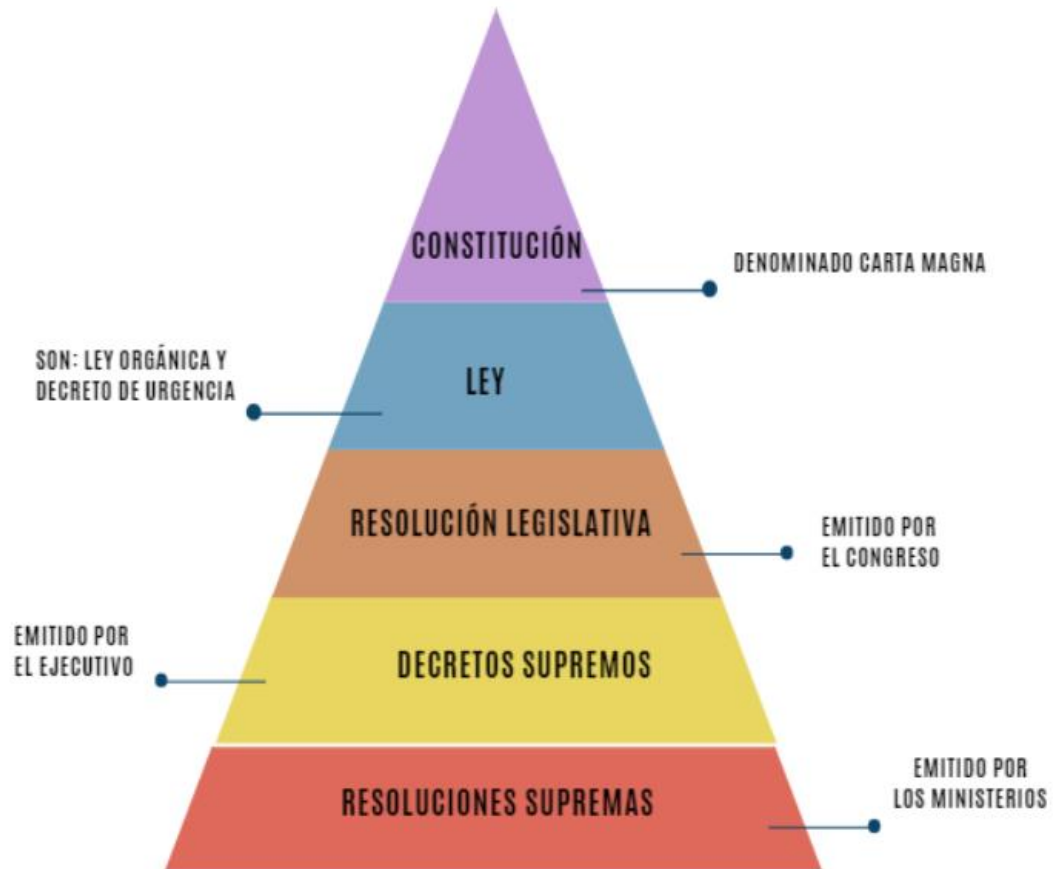 CONSTITUCIÓN
DENOMINADO CARTA MAGNA
SON: LEY ORGÁNICA Y
DECRETO DE URGENCIA
LEY
RESOLUCIÓN LEGISLATIVA
EMITIDO POR
EL CONGRESO
EMITIDO POR
EL EJECUTIVO
DECRETOS SUPREMOS
RESOLUCIONES SUPREMAS
EMITIDO POR
LOS MINISTERIOS